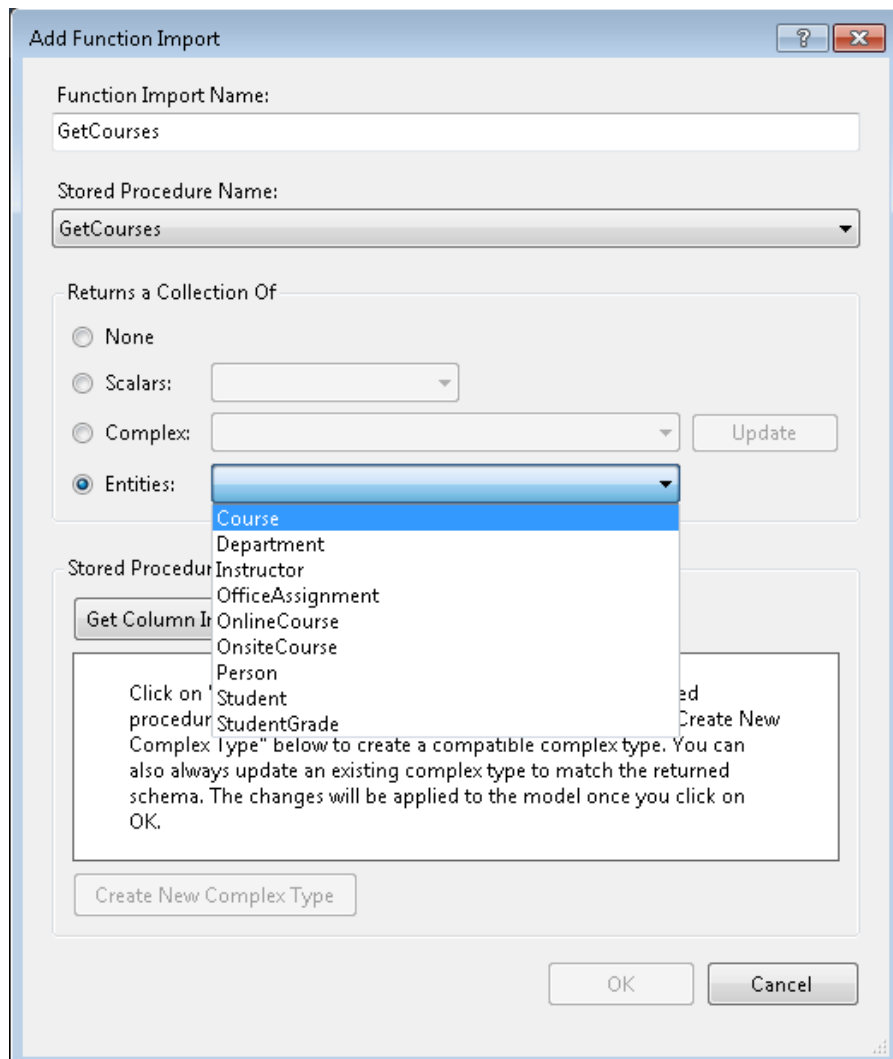 Add Function Import
Function Import Name:
GetCourses
Stored Procedure Name:
GetCourses
Returns a Collection Of
None
Scalars:
Complex:
Update
Entities:
Course
Department
Instructor
OfficeAssignment
OnlineCourse
OnsiteCourse
Person
Student
StudentGrade
Stored
Get Column
Click on
Create New
Complex Type" below to create a compatible complex type. You can
also always update an existing complex type to match the returned
schema. The changes will be applied to the model once you click on
OK.
Create New Complex Type
OK
Cancel